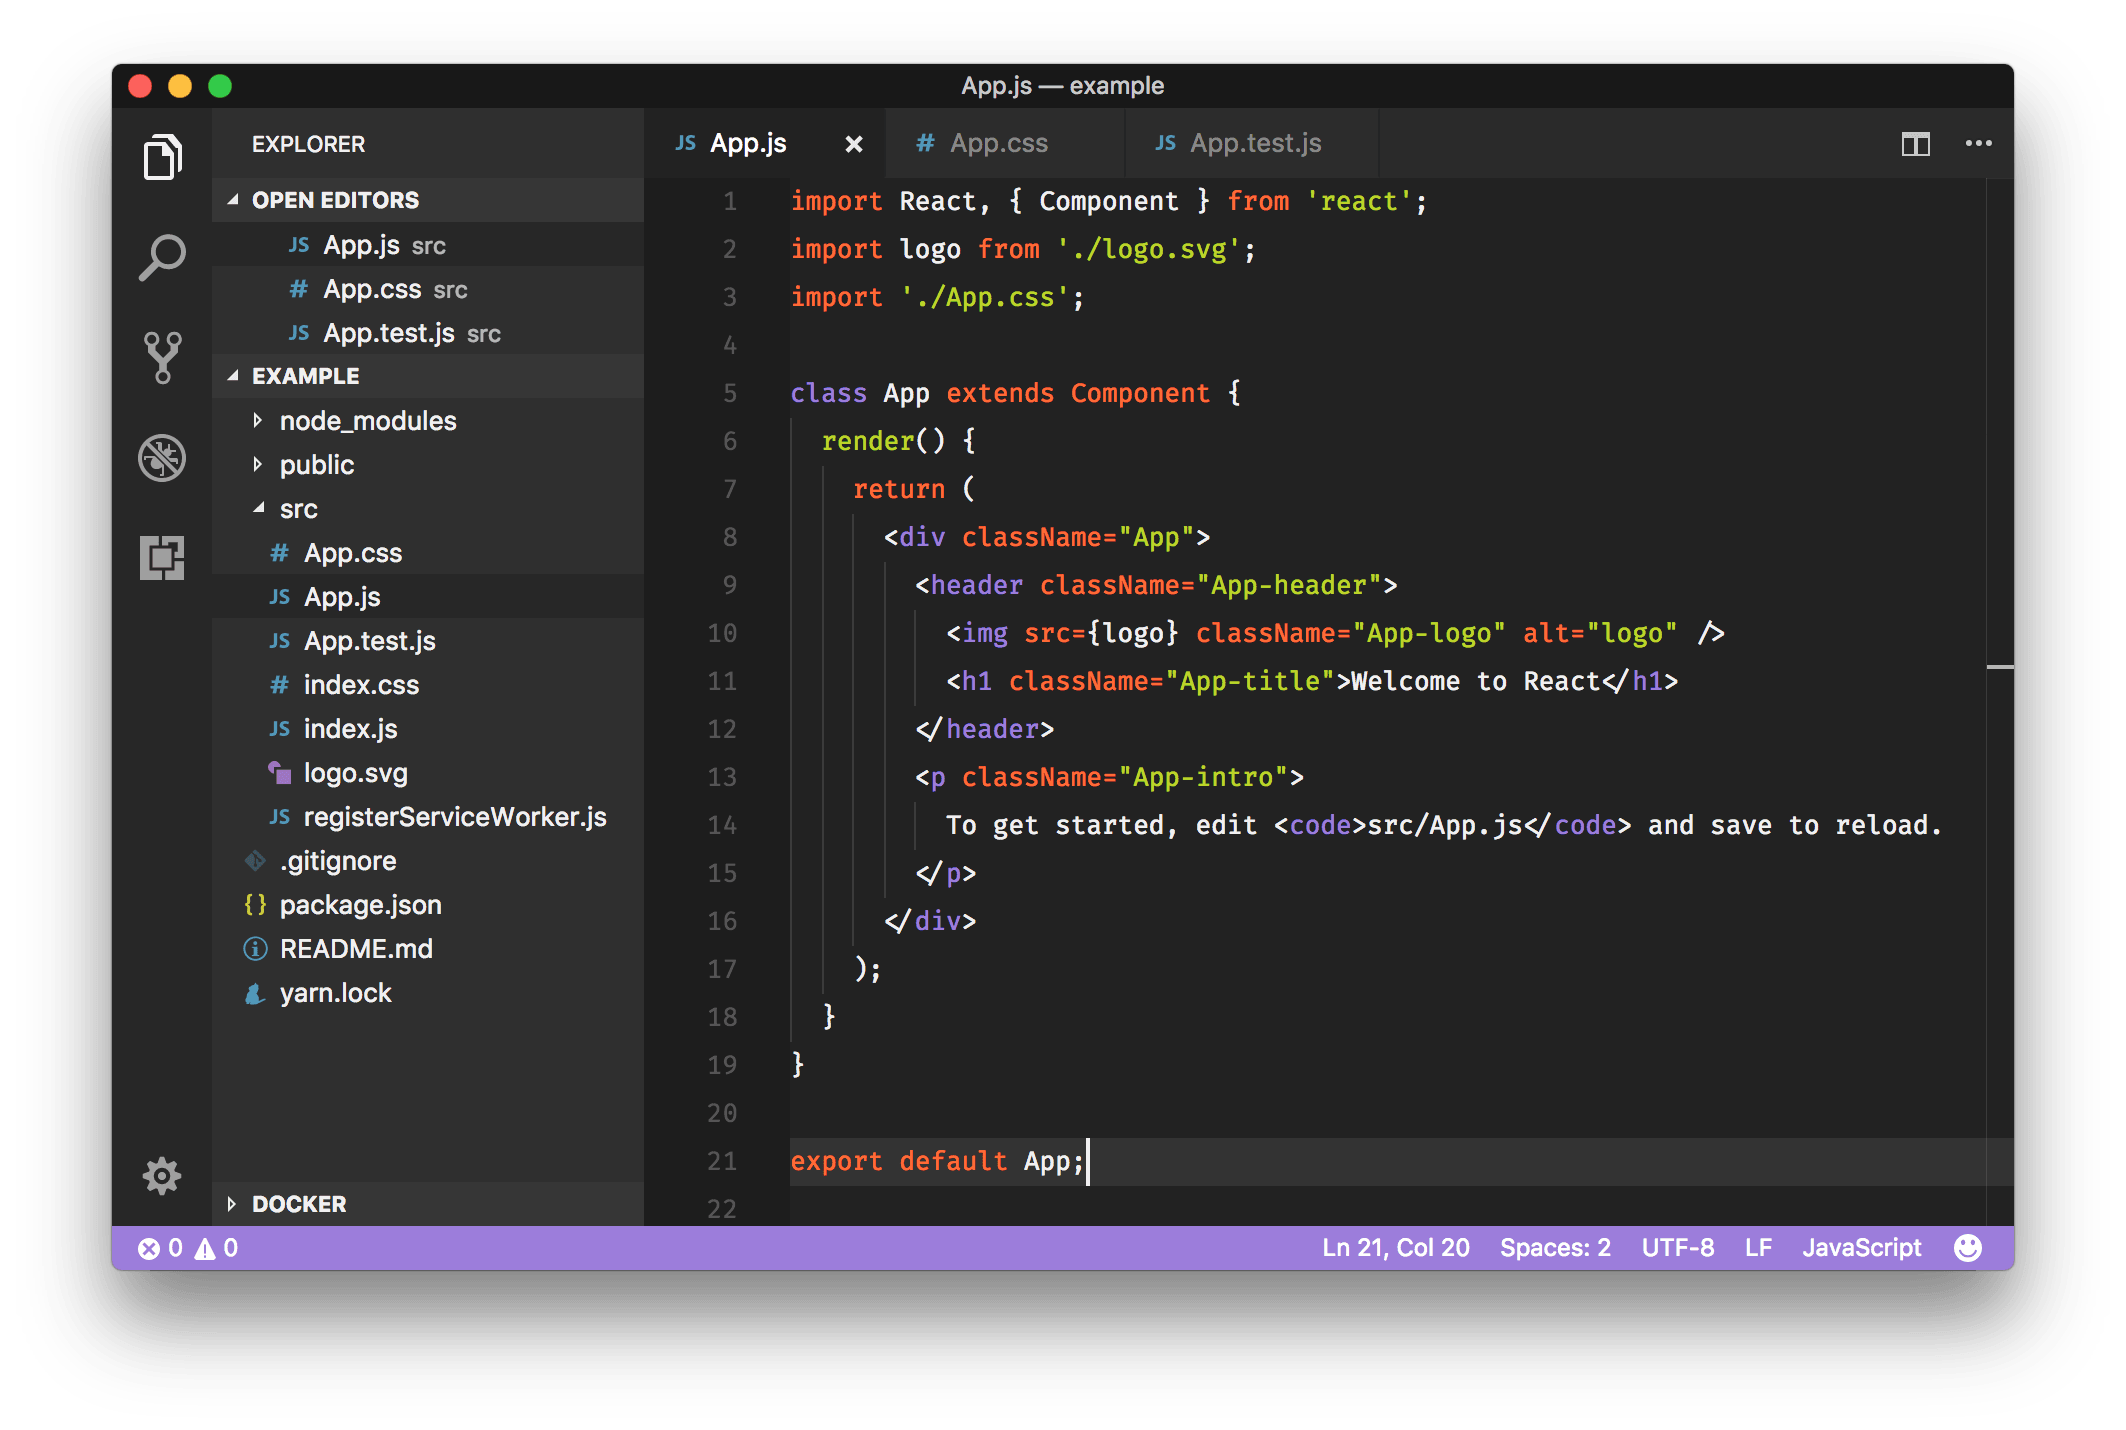 App.js — example
EXPLORER
OPEN EDITORS
JS App.js src
# App.css src
JS App.test.js src
EXAMPLE
node_modules
public
src
# App.css
JS App.js
JS App.test.js
# index.css
JS index.js
logo.svg
JS registerServiceWorker.js
.gitignore
{} package.json
README.md
yarn.lock
DOCKER
JS App.js
# App.css
JS App.test.js
1 import React, { Component } from 'react';
2 import logo from './logo.svg';
3 import './App.css';
4
5 class App extends Component {
6 render() {
7 return (
8 <div className="App">
9 <header className="App-header">
10 <img src={logo} className="App-logo" alt="logo" />
11 <h1 className="App-title">Welcome to React</h1>
12 </header>
13 <p className="App-intro">
14 To get started, edit <code>src/App.js</code> and save to reload.
15 </p>
16 </div>
17 );
18 }
19 }
20
21 export default App;
22
0 0
Ln 21, Col 20 Spaces: 2 UTF-8 LF JavaScript